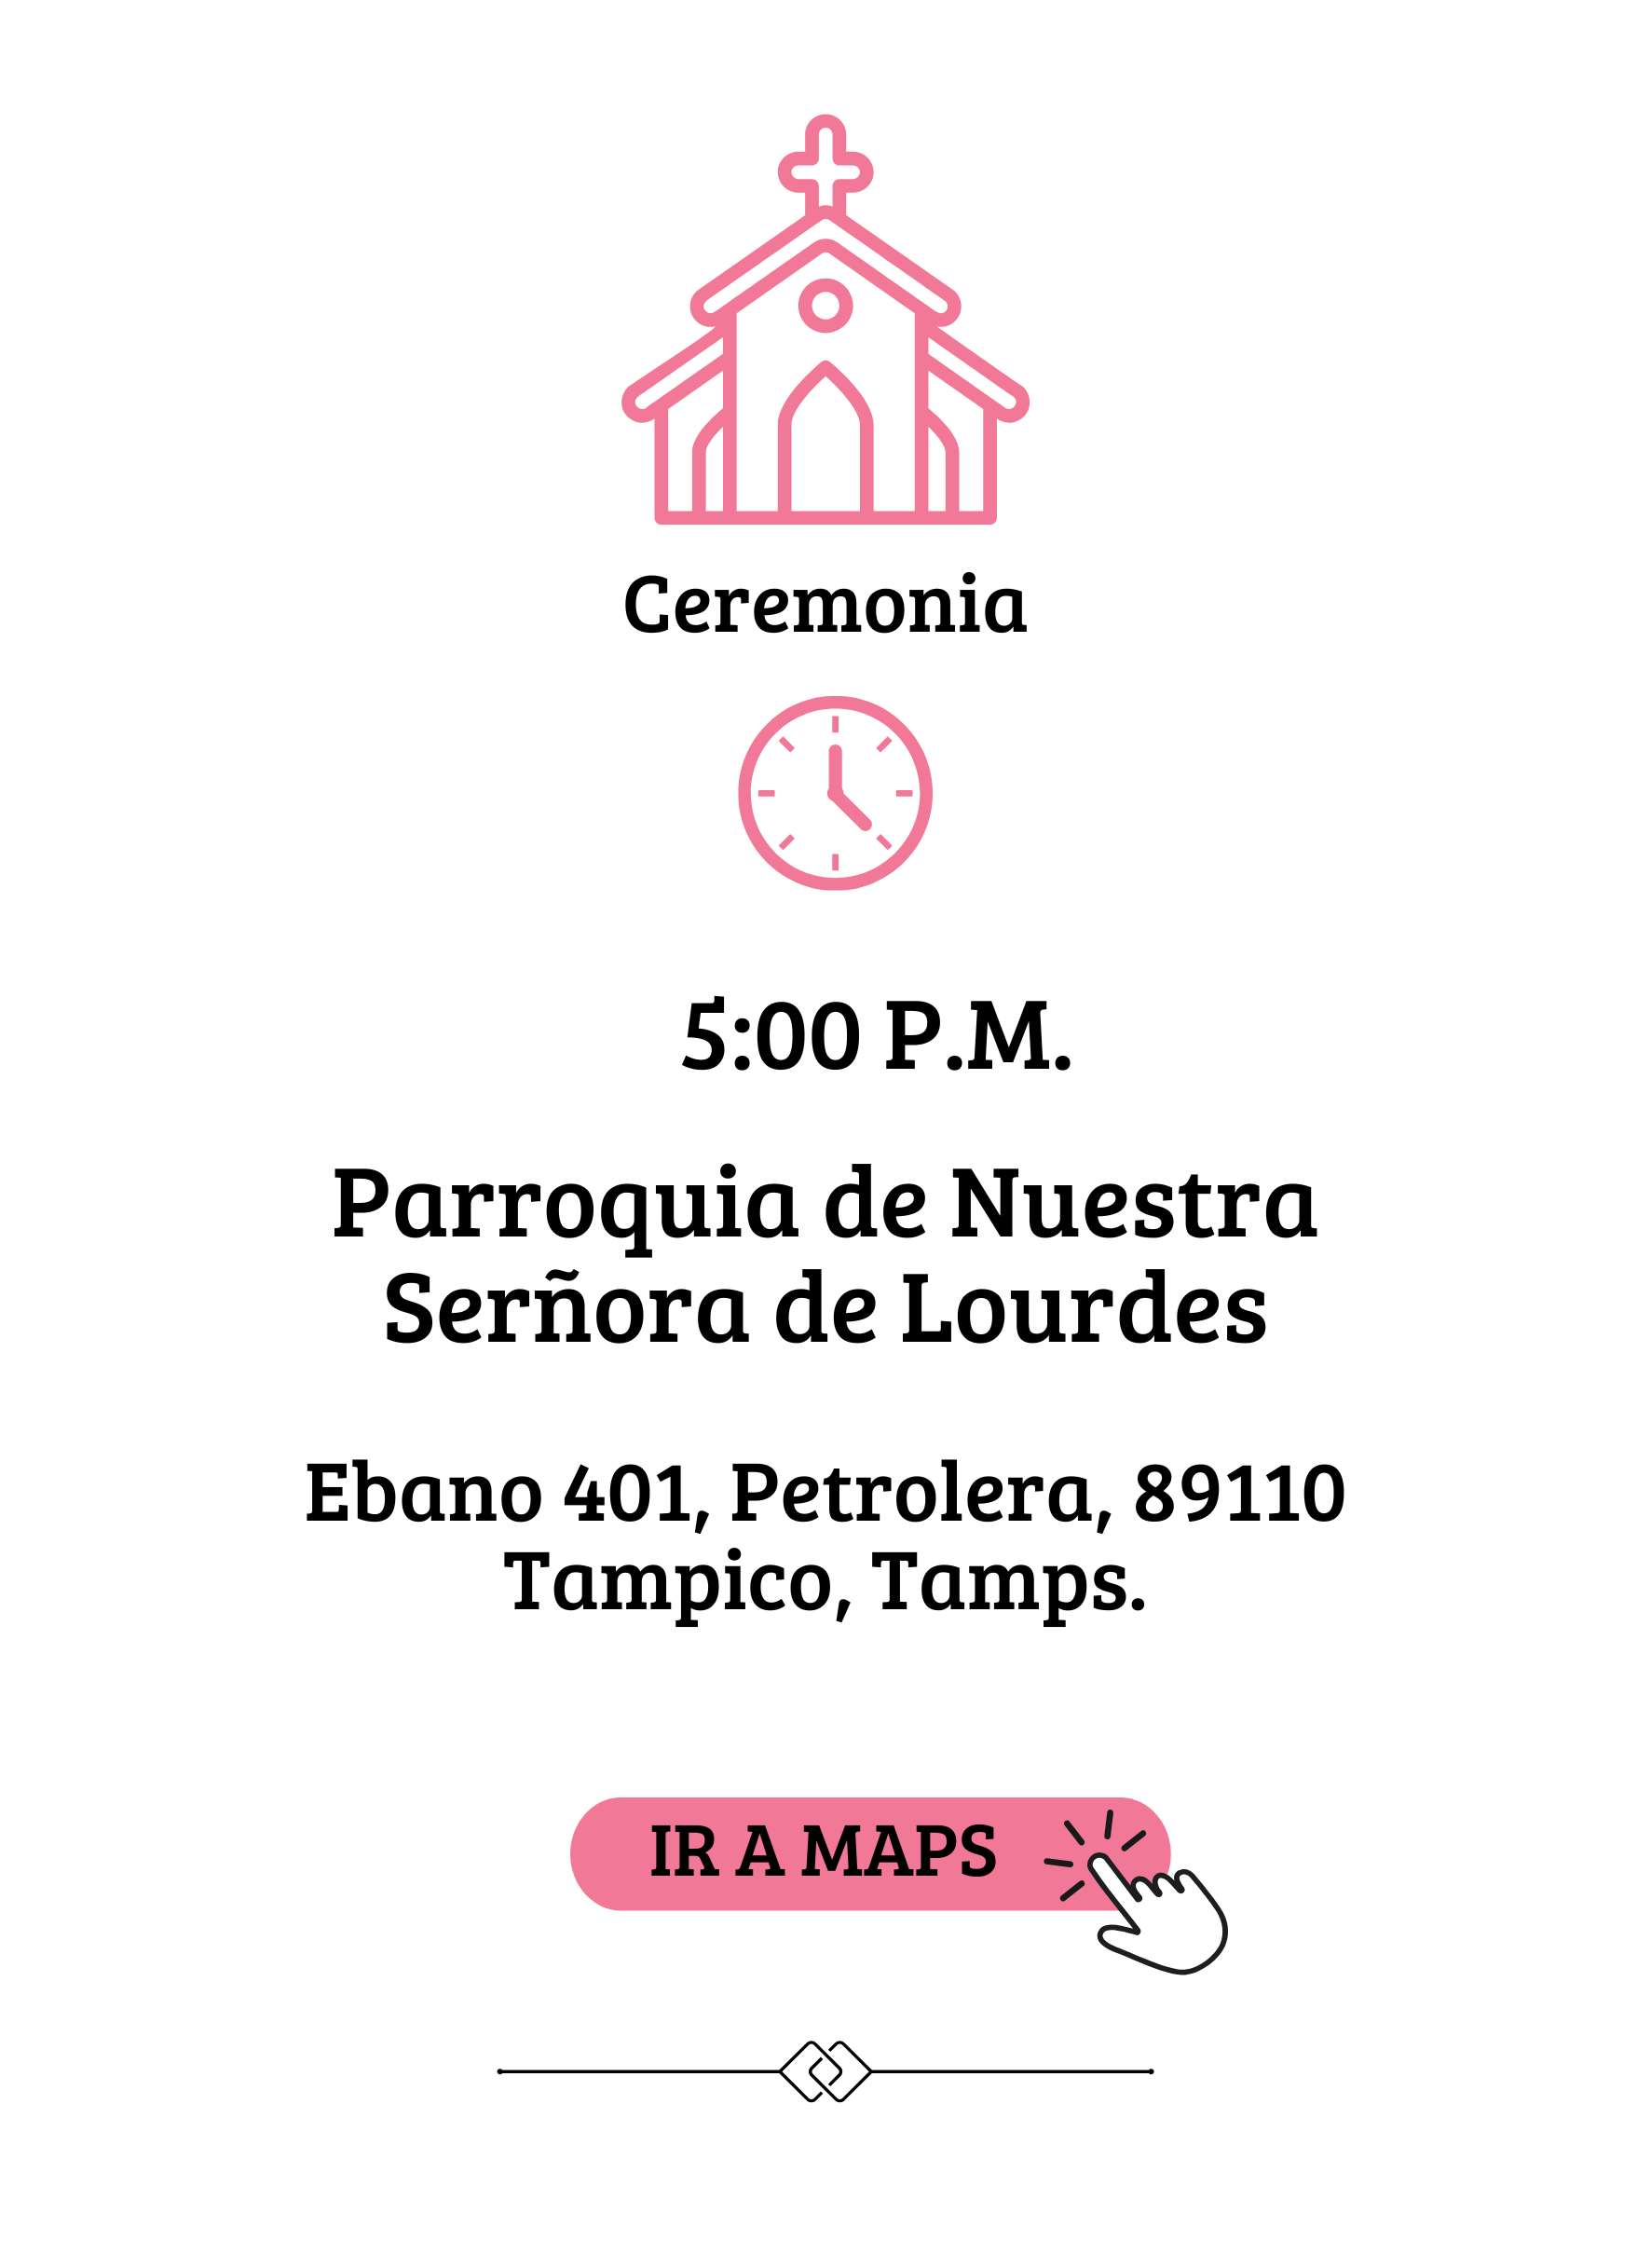 Ceremonia
5:00 P.M.
Parroquia de Nuestra
Serñora de Lourdes
Ebano 401, Petrolera, 89110
Tampico, Tamps.
IR A MAPS